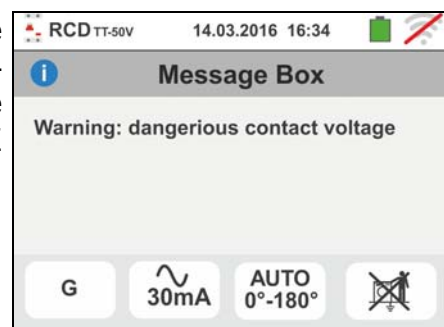 RCD TT-50V 14.03.2016 16:34
Message Box
Warning: dangerious contact voltage
G 30mA AUTO
0°-180°